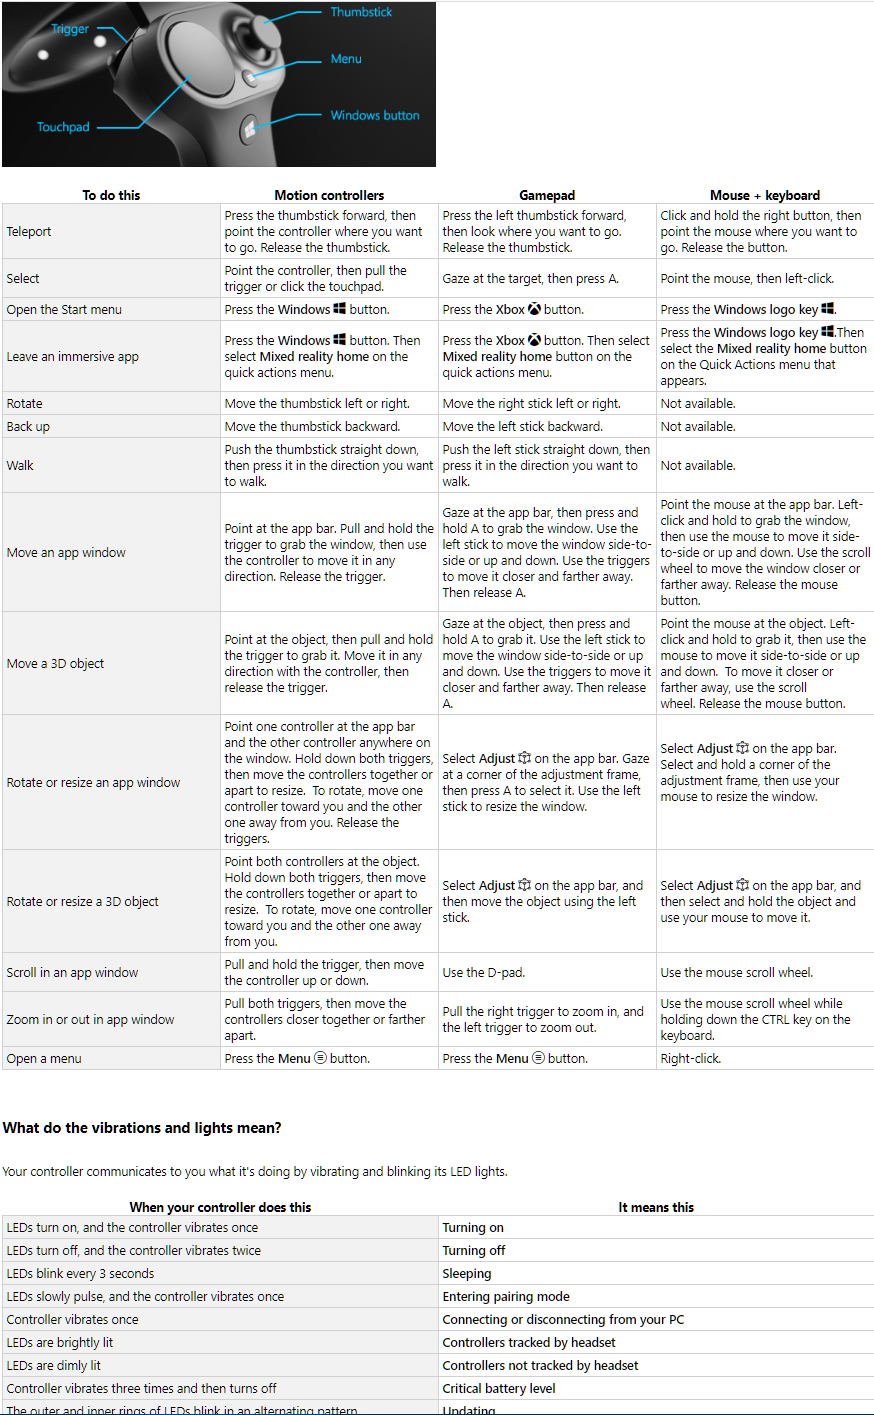 Thumbstick
Trigger
Menu
Windows button
Touchpad
To do this Motion controllers Gamepad Mouse + keyboard
Teleport
Press the thumbstick forward, then
point the controller where you want
to go. Release the thumbstick.
Press the left thumbstick forward,
then look where you want to go.
Release the thumbstick.
Click and hold the right button, then
point the mouse where you want to
go. Release the button.
Select
Point the controller, then pull the
trigger or click the touchpad.
Gaze at the target, then press A.
Point the mouse, then left-click.
Open the Start menu
Press the Windows button.
Press the Xbox button.
Press the Windows logo key .
Leave an immersive app
Press the Windows button. Then
select Mixed reality home on the
quick actions menu.
Press the Xbox button. Then select
Mixed reality home button on the
quick actions menu.
Press the Windows logo key .Then
select the Mixed reality home button
on the Quick Actions menu that
appears.
Rotate
Move the thumbstick left or right.
Move the right stick left or right.
Not available.
Back up
Move the thumbstick backward.
Move the left stick backward.
Not available.
Walk
Push the thumbstick straight down,
then press it in the direction you want
to walk.
Push the left stick straight down, then
press it in the direction you want to
walk.
Not available.
Move an app window
Point at the app bar. Pull and hold the
trigger to grab the window, then use
the controller to move it in any
direction. Release the trigger.
Gaze at the app bar, then press and
hold A to grab the window. Use the
left stick to move the window side-to-
side or up and down. Use the triggers
to move it closer and farther away.
Then release A.
Point the mouse at the app bar. Left-
click and hold to grab the window,
then use the mouse to move it side-
to-side or up and down. Use the scroll
wheel to move the window closer or
farther away. Release the mouse
button.
Move a 3D object
Point at the object, then pull and hold
the trigger to grab it. Move it in any
direction with the controller, then
release the trigger.
Gaze at the object, then press and
hold A to grab it. Use the left stick to
move the window side-to-side or up
and down. Use the triggers to move it
closer and farther away. Then release
A.
Point the mouse at the object. Left-
click and hold to grab it, then use the
mouse to move it side-to-side or up
and down. To move it closer or
farther away, use the scroll
wheel. Release the mouse button.
Rotate or resize an app window
Point one controller at the app bar
and the other controller anywhere on
the window. Hold down both triggers,
then move the controllers together or
apart to resize. To rotate, move one
controller toward you and the other
one away from you. Release the
triggers.
Select Adjust on the app bar. Gaze
at a corner of the adjustment frame,
then press A to select it. Use the left
stick to resize the window.
Select Adjust on the app bar.
Select and hold a corner of the
adjustment frame, then use your
mouse to resize the window.
Rotate or resize a 3D object
Point both controllers at the object.
Hold down both triggers, then move
the controllers together or apart to
resize. To rotate, move one controller
toward you and the other one away
from you.
Select Adjust on the app bar, and
then move the object using the left
stick.
Select Adjust on the app bar, and
then select and hold the object and
use your mouse to move it.
Scroll in an app window
Pull and hold the trigger, then move
the controller up or down.
Use the D-pad.
Use the mouse scroll wheel.
Zoom in or out in app window
Pull both triggers, then move the
controllers closer together or farther
apart.
Pull the right trigger to zoom in, and
the left trigger to zoom out.
Use the mouse scroll wheel while
holding down the CTRL key on the
keyboard.
Open a menu
Press the Menu button.
Press the Menu button.
Right-click.
What do the vibrations and lights mean?
Your controller communicates to you what it's doing by vibrating and blinking its LED lights.
When your controller does this It means this
LEDs turn on, and the controller vibrates once Turning on
LEDs turn off, and the controller vibrates twice Turning off
LEDs blink every 3 seconds Sleeping
LEDs slowly pulse, and the controller vibrates once Entering pairing mode
Controller vibrates once Connecting or disconnecting from your PC
LEDs are brightly lit Controllers tracked by headset
LEDs are dimly lit Controllers not tracked by headset
Controller vibrates three times and then turns off Critical battery level
The outer and inner rings of LEDs blink in an alternating pattern Updating